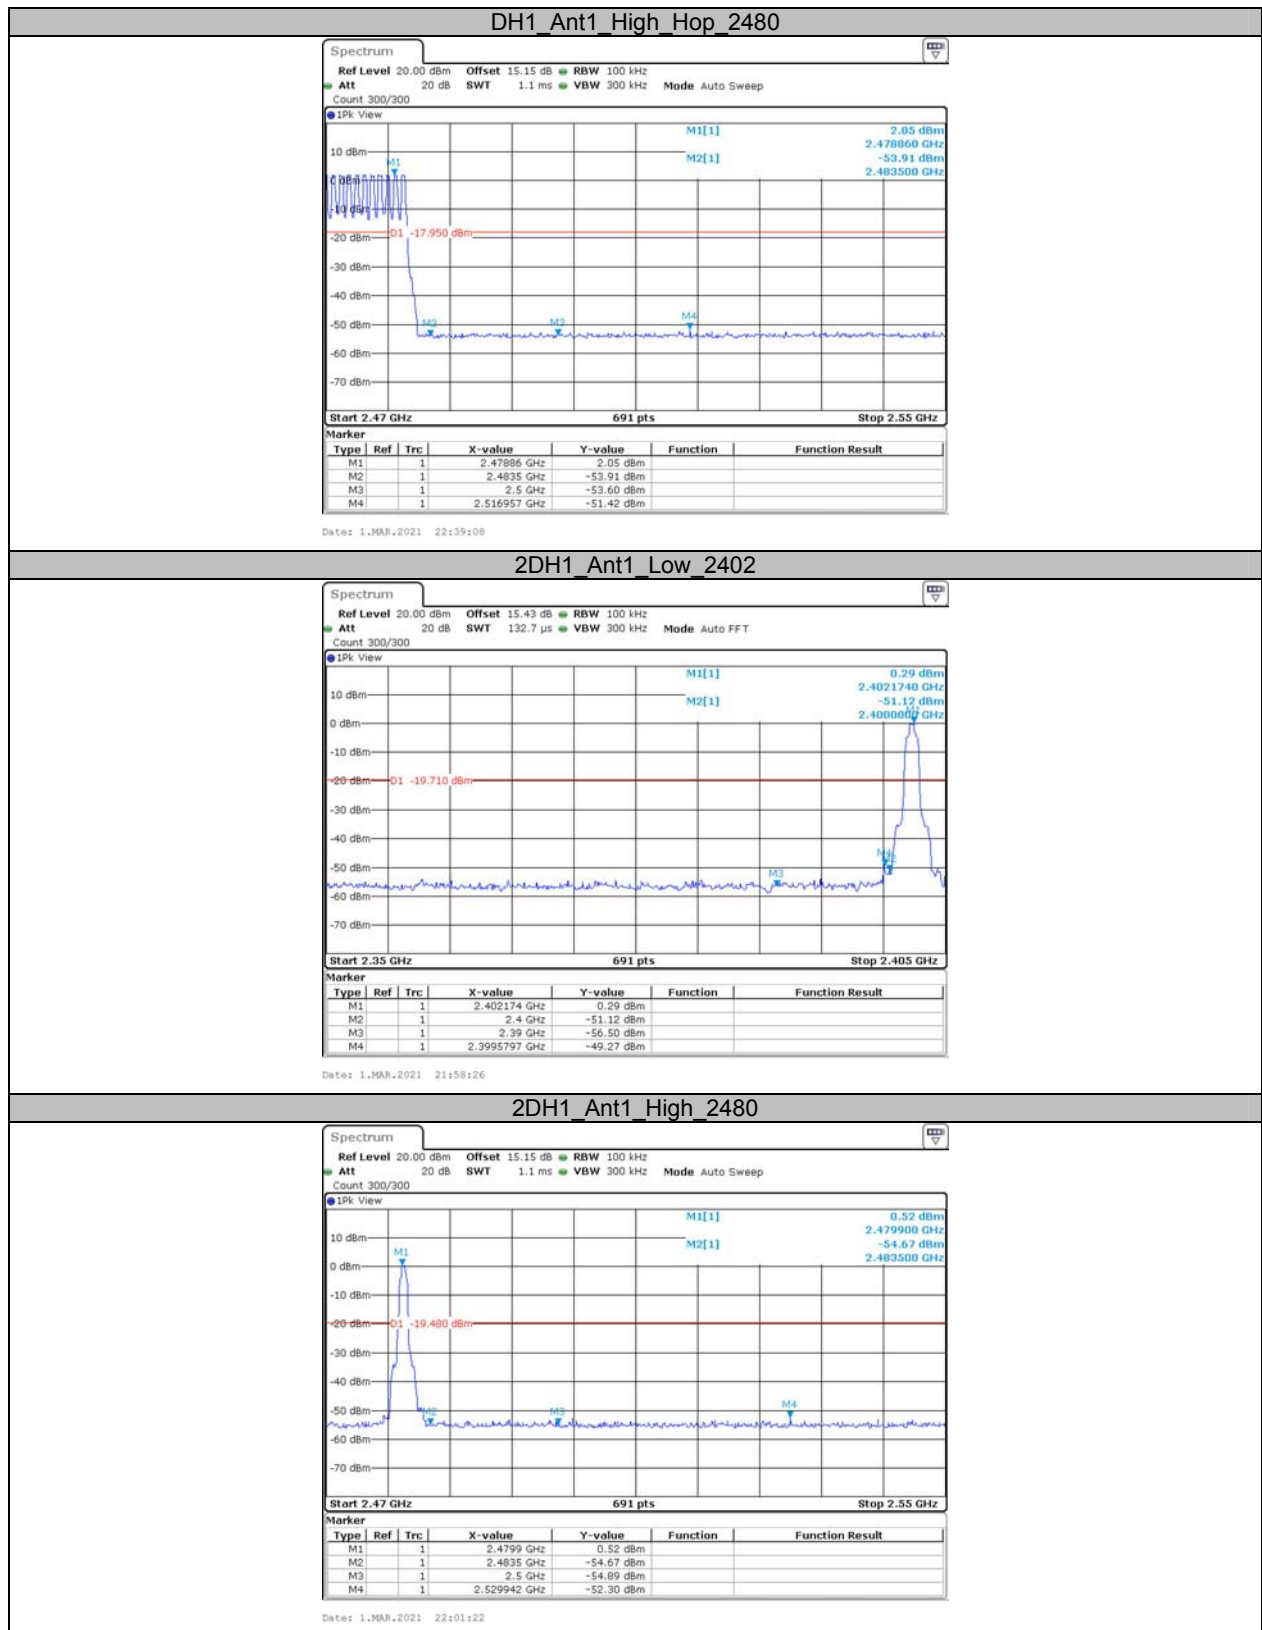 DH1_Ant1_High_Hop_2480
Spectrum
Ref Level 20.00 dBm Offset 15.15 dB RBW 100 kHz
Att 20 dB SWT 1.1 ms VBW 300 kHz Mode Auto Sweep
Count 300/300
1Pk View
M1[1] 2.05 dBm
2.478860 GHz
M2[1] -53.91 dBm
2.483500 GHz
10 dBm
M1
0 dBm
-10 dBm
D1 -17.950 dBm
-20 dBm
-30 dBm
-40 dBm
-50 dBm
M2 M3 M4
-60 dBm
-70 dBm
Start 2.47 GHz 691 pts Stop 2.55 GHz
Marker
Type Ref Trc X-value Y-value Function Function Result
M1 1 2.47886 GHz 2.05 dBm
M2 1 2.4835 GHz -53.91 dBm
M3 1 2.5 GHz -53.60 dBm
M4 1 2.516957 GHz -51.42 dBm
Date: 1.MAR.2021 22:39:08
2DH1_Ant1_Low_2402
Spectrum
Ref Level 20.00 dBm Offset 15.43 dB RBW 100 kHz
Att 20 dB SWT 132.7 µs VBW 300 kHz Mode Auto FFT
Count 300/300
1Pk View
M1[1] 0.29 dBm
2.4021740 GHz
M2[1] -51.12 dBm
2.4000000 GHz
10 dBm
M1
0 dBm
-10 dBm
-20 dBm D1 -19.710 dBm
-30 dBm
-40 dBm
M4 M2
-50 dBm
M3
-60 dBm
-70 dBm
Start 2.35 GHz 691 pts Stop 2.405 GHz
Marker
Type Ref Trc X-value Y-value Function Function Result
M1 1 2.402174 GHz 0.29 dBm
M2 1 2.4 GHz -51.12 dBm
M3 1 2.39 GHz -56.50 dBm
M4 1 2.3995797 GHz -49.27 dBm
Date: 1.MAR.2021 21:58:26
2DH1_Ant1_High_2480
Spectrum
Ref Level 20.00 dBm Offset 15.15 dB RBW 100 kHz
Att 20 dB SWT 1.1 ms VBW 300 kHz Mode Auto Sweep
Count 300/300
1Pk View
M1[1] 0.52 dBm
2.479900 GHz
M2[1] -54.67 dBm
2.483500 GHz
10 dBm
M1
0 dBm
-10 dBm
-20 dBm D1 -19.480 dBm
-30 dBm
-40 dBm
-50 dBm
M2 M3 M4
-60 dBm
-70 dBm
Start 2.47 GHz 691 pts Stop 2.55 GHz
Marker
Type Ref Trc X-value Y-value Function Function Result
M1 1 2.4799 GHz 0.52 dBm
M2 1 2.4835 GHz -54.67 dBm
M3 1 2.5 GHz -54.89 dBm
M4 1 2.529942 GHz -52.30 dBm
Date: 1.MAR.2021 22:01:22